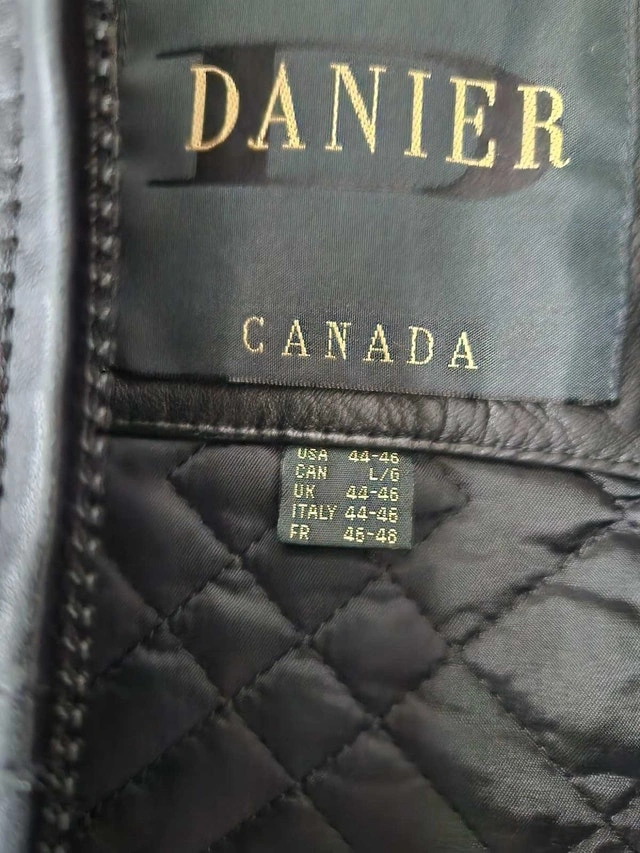 DANIER
CANADA
USA 44-46
CAN L/G
UK 44-46
ITALY 44-46
FR 46-48